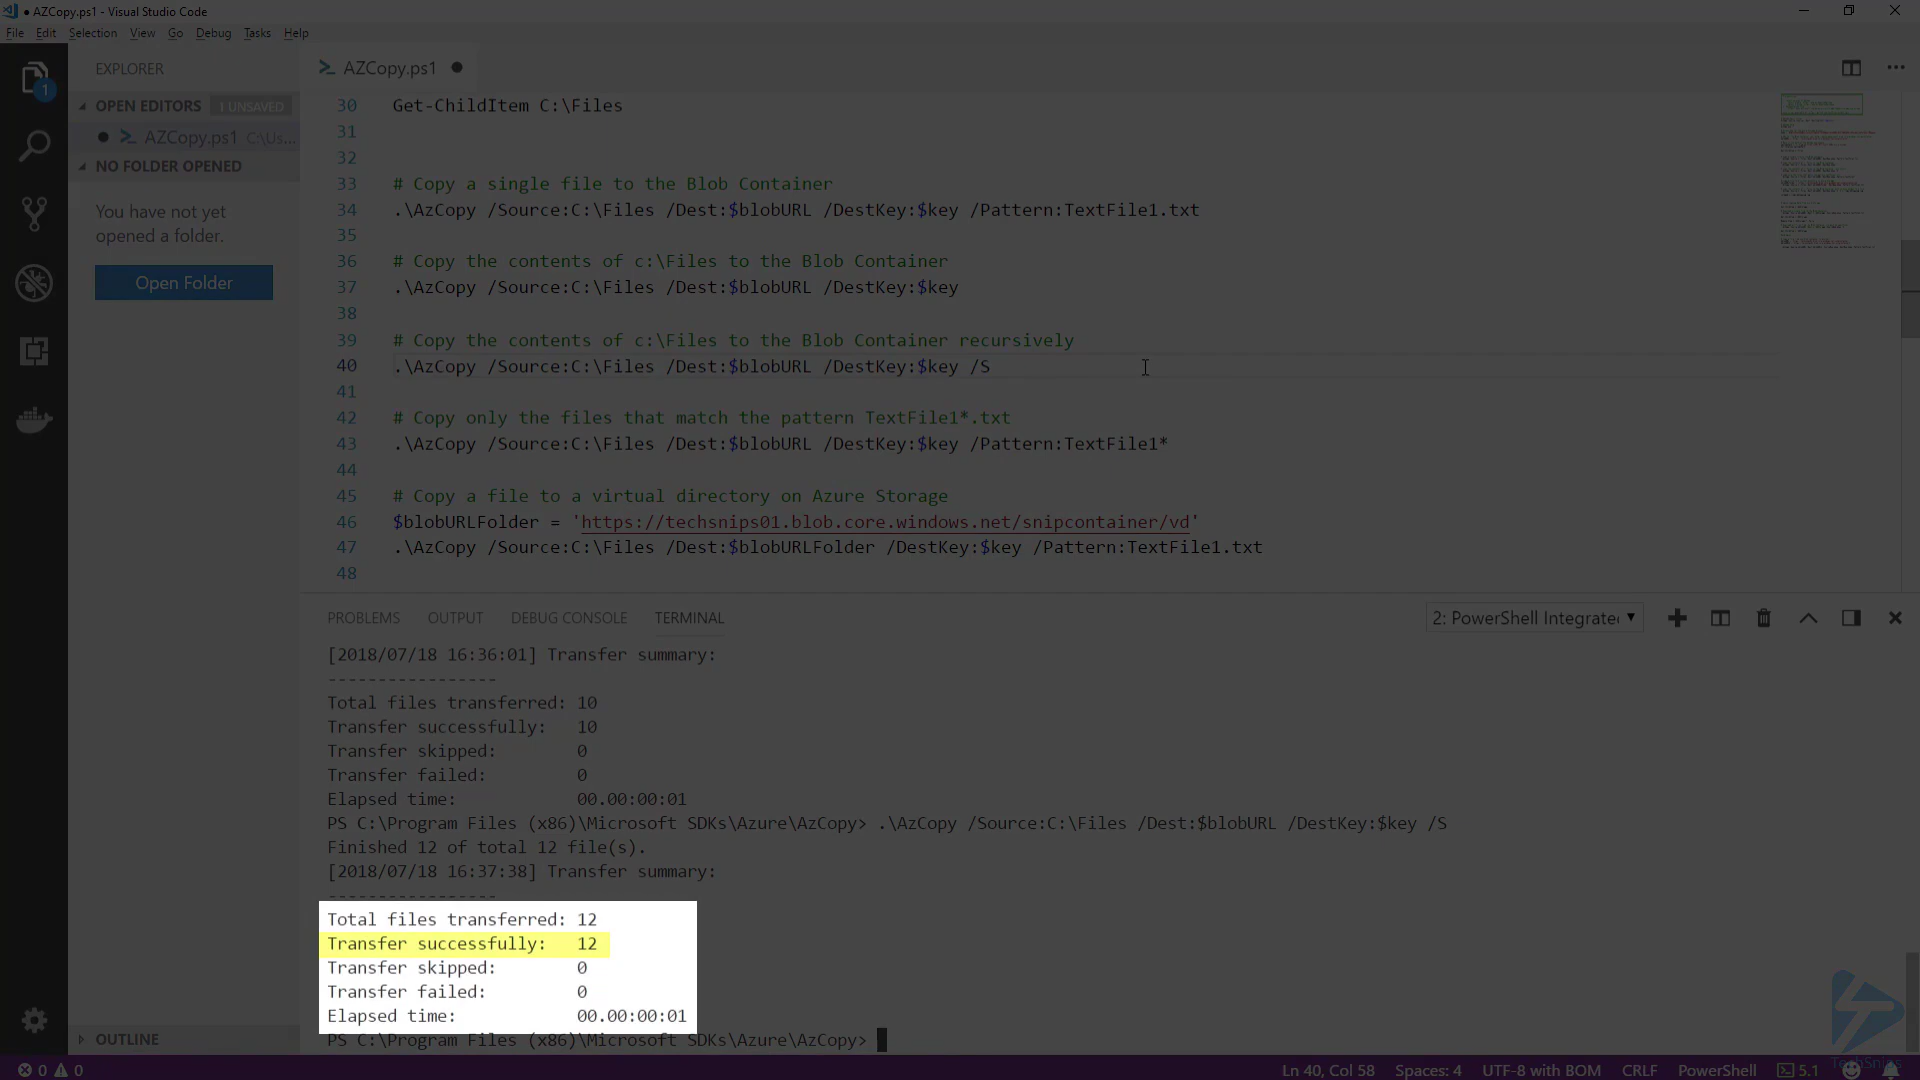 AZCopy.ps1 - Visual Studio Code
File Edit Selection View Go Debug Tasks Help
EXPLORER
OPEN EDITORS 1 UNSAVED
AZCopy.ps1 C:\Us...
NO FOLDER OPENED
You have not yet
opened a folder.
Open Folder
OUTLINE
1
AZCopy.ps1
30 Get-ChildItem C:\Files
31
32
33 # Copy a single file to the Blob Container
34 .\AzCopy /Source:C:\Files /Dest:$blobURL /DestKey:$key /Pattern:TextFile1.txt
35
36 # Copy the contents of c:\Files to the Blob Container
37 .\AzCopy /Source:C:\Files /Dest:$blobURL /DestKey:$key
38
39 # Copy the contents of c:\Files to the Blob Container recursively
40 .\AzCopy /Source:C:\Files /Dest:$blobURL /DestKey:$key /S
41
42 # Copy only the files that match the pattern TextFile1*.txt
43 .\AzCopy /Source:C:\Files /Dest:$blobURL /DestKey:$key /Pattern:TextFile1*
44
45 # Copy a file to a virtual directory on Azure Storage
46 $blobURLFolder = 'https://techsnips01.blob.core.windows.net/snipcontainer/vd'
47 .\AzCopy /Source:C:\Files /Dest:$blobURLFolder /DestKey:$key /Pattern:TextFile1.txt
48
PROBLEMS OUTPUT DEBUG CONSOLE TERMINAL
2: PowerShell Integrate
[2018/07/18 16:36:01] Transfer summary:
-----------------
Total files transferred: 10
Transfer successfully: 10
Transfer skipped: 0
Transfer failed: 0
Elapsed time: 00.00:00:01
PS C:\Program Files (x86)\Microsoft SDKs\Azure\AzCopy> .\AzCopy /Source:C:\Files /Dest:$blobURL /DestKey:$key /S
Finished 12 of total 12 file(s).
[2018/07/18 16:37:38] Transfer summary:
-----------------
Total files transferred: 12
Transfer successfully: 12
Transfer skipped: 0
Transfer failed: 0
Elapsed time: 00.00:00:01
PS C:\Program Files (x86)\Microsoft SDKs\Azure\AzCopy>
TechSnips
0 0
Ln 40, Col 58 Spaces: 4 UTF-8 with BOM CRLF PowerShell 5.1